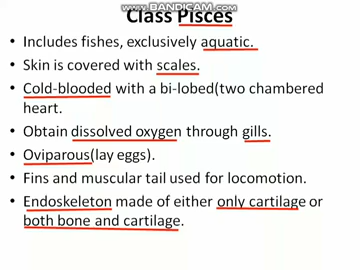 WWW.BANDICAM.COM
Class Pisces
• Includes fishes, exclusively aquatic.
• Skin is covered with scales.
• Cold-blooded with a bi-lobed(two chambered
heart.
• Obtain dissolved oxygen through gills.
• Oviparous(lay eggs).
• Fins and muscular tail used for locomotion.
• Endoskeleton made of either only cartilage or
both bone and cartilage.